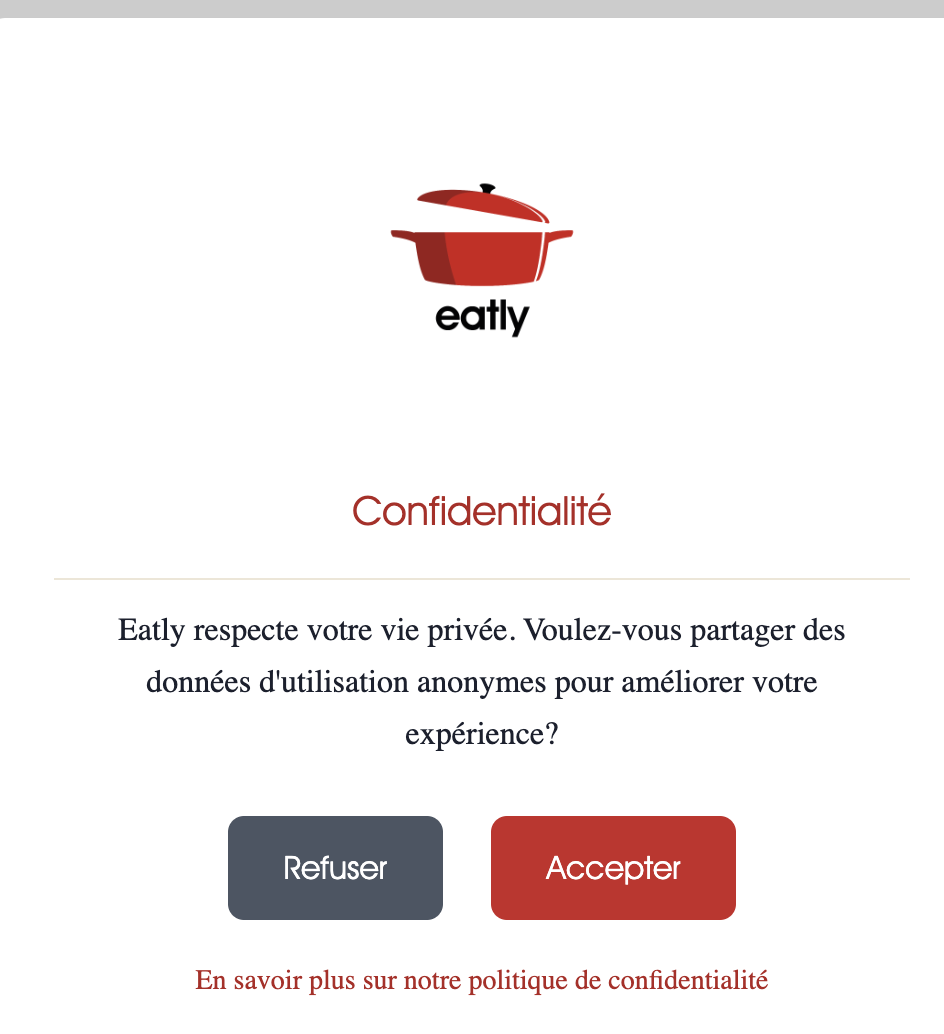 eatly
Confidentialité
Eatly respecte votre vie privée. Voulez-vous partager des
données d'utilisation anonymes pour améliorer votre
expérience?
Refuser
Accepter
En savoir plus sur notre politique de confidentialité